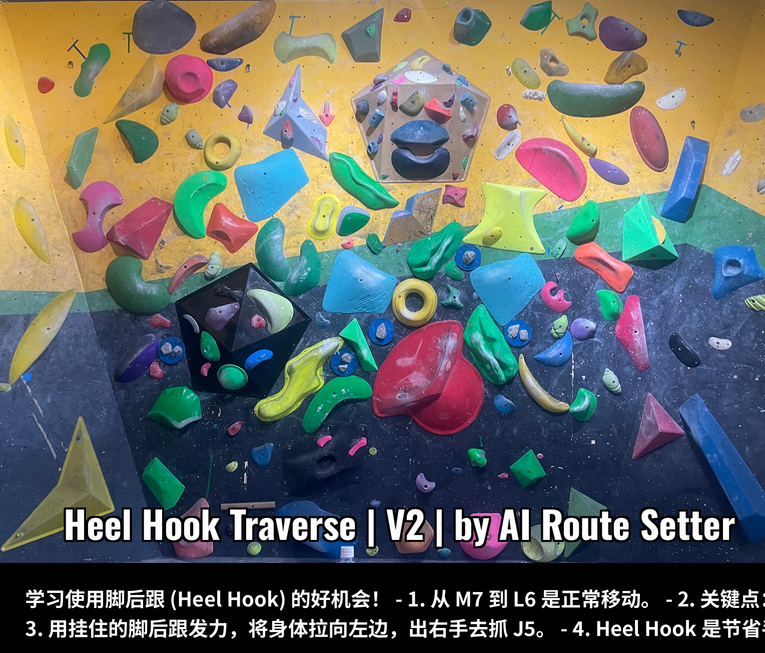 Heel Hook Traverse | V2 | by AI Route Setter
学习使用脚后跟 (Heel Hook) 的好机会！ - 1. 从 M7 到 L6 是正常移动。 - 2. 关键点
3. 用挂住的脚后跟发力，将身体拉向左边，出右手去抓 J5。 - 4. Heel Hook 是节省